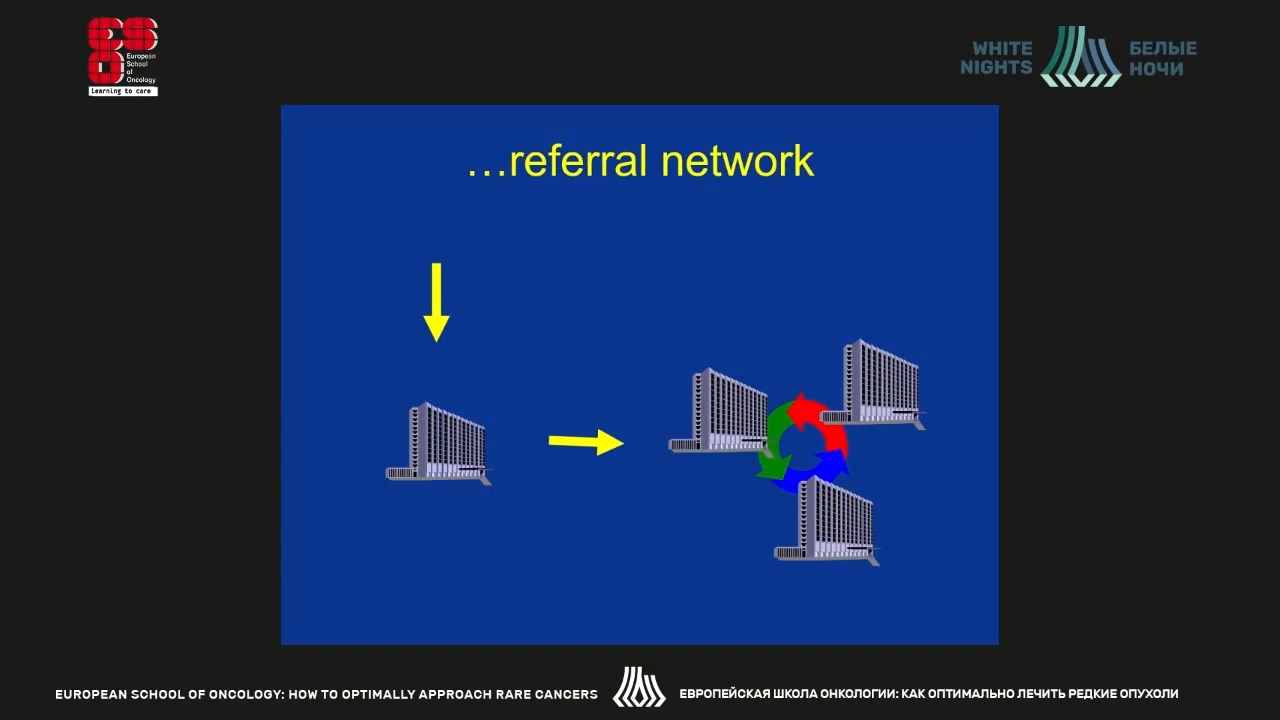 European
School
of
Oncology
Learning to care
WHITE
NIGHTS
БЕЛЫЕ
НОЧИ
...referral network
EUROPEAN SCHOOL OF ONCOLOGY: HOW TO OPTIMALLY APPROACH RARE CANCERS
ЕВРОПЕЙСКАЯ ШКОЛА ОНКОЛОГИИ: КАК ОПТИМАЛЬНО ЛЕЧИТЬ РЕДКИЕ ОПУХОЛИ